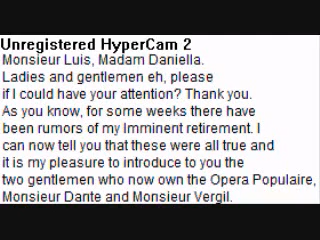 Unregistered HyperCam 2
Monsieur Luis, Madam Daniella.
Ladies and gentlemen eh, please
if I could have your attention? Thank you.
As you know, for some weeks there have
been rumors of my Imminent retirement. I
can now tell you that these were all true and
it is my pleasure to introduce to you the
two gentlemen who now own the Opera Populaire,
Monsieur Dante and Monsieur Vergil.